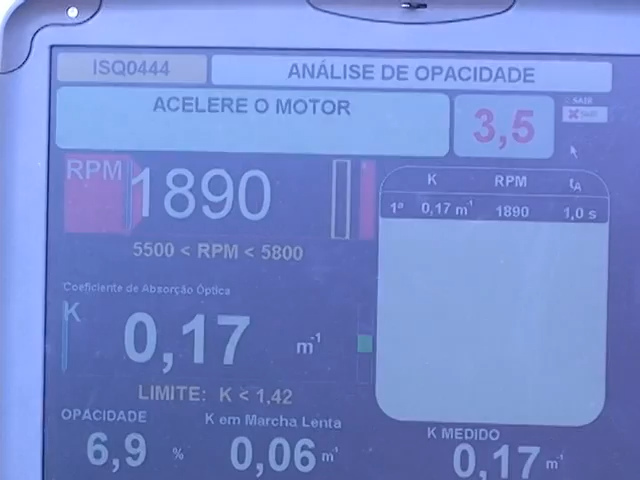 ISQ0444
ANÁLISE DE OPACIDADE
ACELERE O MOTOR
3,5
SAIR
RPM
1890
5500 < RPM < 5800
K RPM tA
1ª 0,17 m-1 1890 1,0 s
Coeficiente de Absorção Óptica
K
0,17 m-1
LIMITE: K < 1,42
OPACIDADE
6,9 %
K em Marcha Lenta
0,06 m-1
K MEDIDO
0,17 m-1